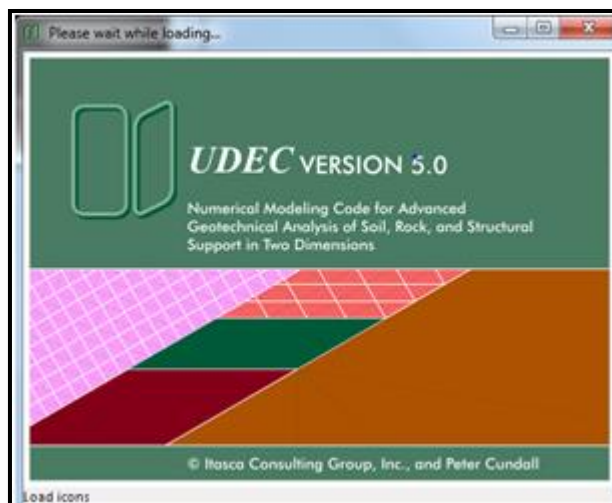 Please wait while loading...
UDEC VERSION 5.0
Numerical Modeling Code for Advanced
Geotechnical Analysis of Soil, Rock, and Structural
Support in Two Dimensions
© Itasca Consulting Group, Inc., and Peter Cundall
Load icons